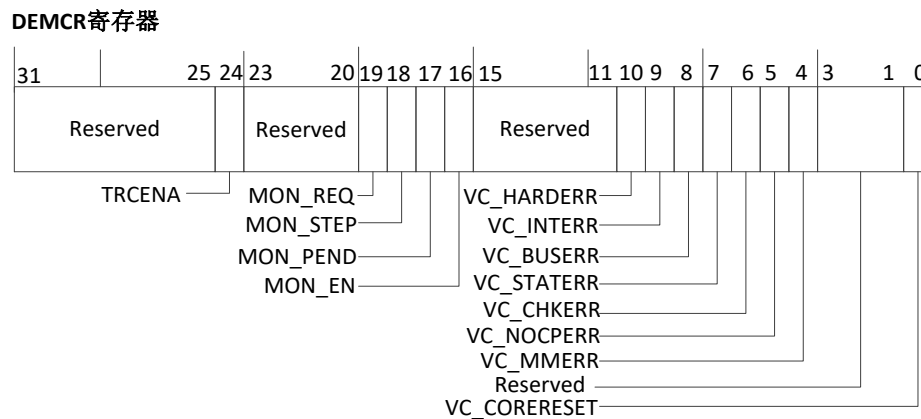 DEMCR寄存器
31 25 24 23 20 19 18 17 16 15 11 10 9 8 7 6 5 4 3 1 0
Reserved Reserved Reserved
TRCENA MON_REQ VC_HARDERR
MON_STEP VC_INTERR
MON_PEND VC_BUSERR
MON_EN VC_STATERR
VC_CHKERR
VC_NOCPERR
VC_MMERR
Reserved
VC_CORERESET